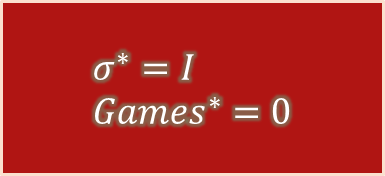 σ* = I
Games* = 0